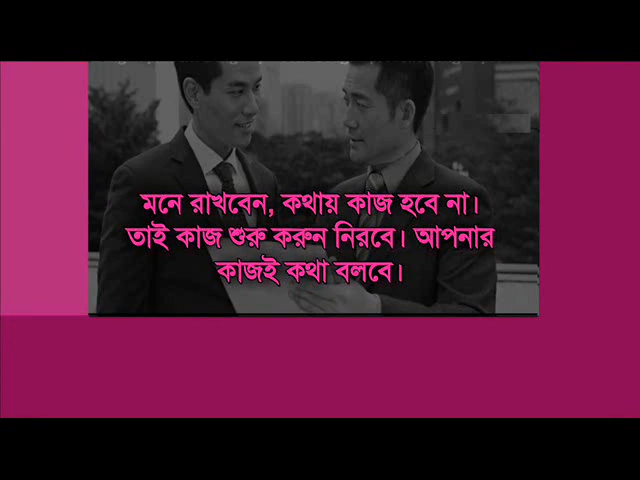 মনে রাখবেন, কথায় কাজ হবে না।
তাই কাজ শুরু করুন নিরবে। আপনার
কাজই কথা বলবে।